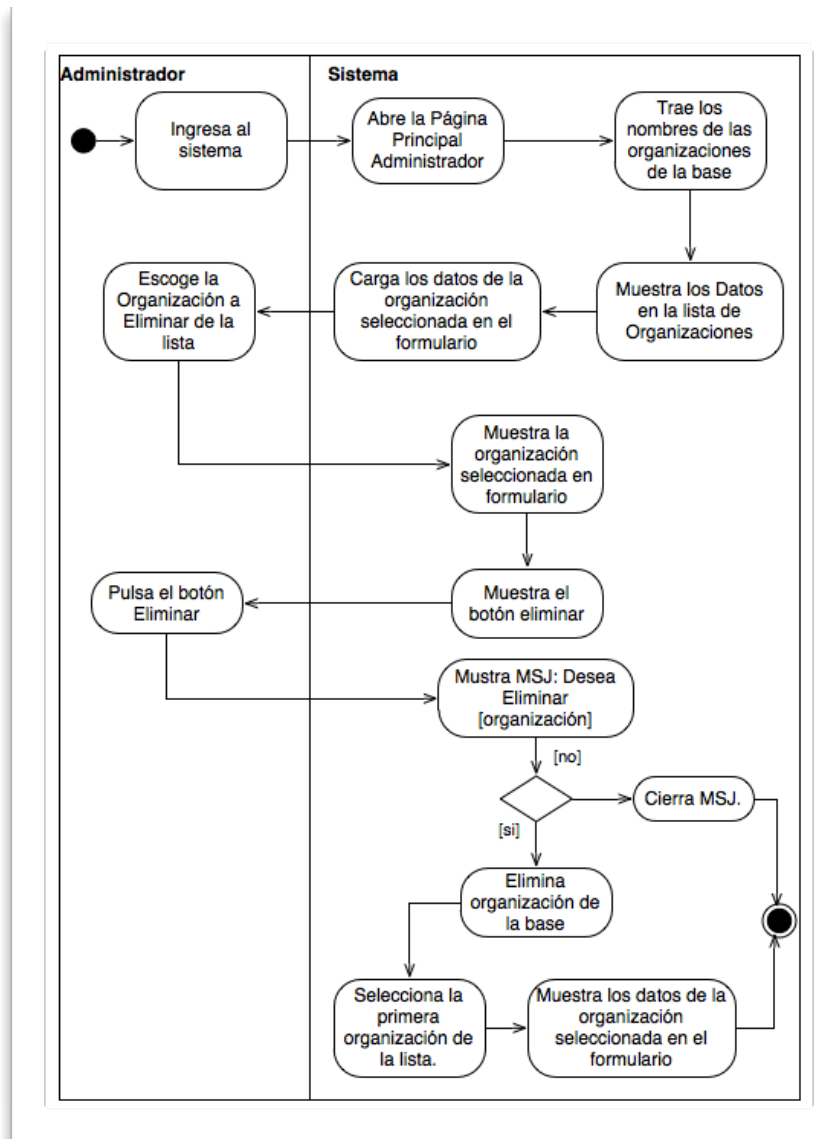 Administrador
Sistema
Ingresa al
sistema
Abre la Página
Principal
Administrador
Trae los
nombres de las
organizaciones
de la base
Escoge la
Organización a
Eliminar de la
lista
Carga los datos de la
organización
seleccionada en el
formulario
Muestra los Datos
en la lista de
Organizaciones
Muestra la
organización
seleccionada en
formulario
Pulsa el botón
Eliminar
Muestra el
botón eliminar
Mustra MSJ: Desea
Eliminar
[organización]
[no]
Cierra MSJ.
[si]
Elimina
organización de
la base
Selecciona la
primera
organización de
la lista.
Muestra los datos de la
organización
seleccionada en el
formulario